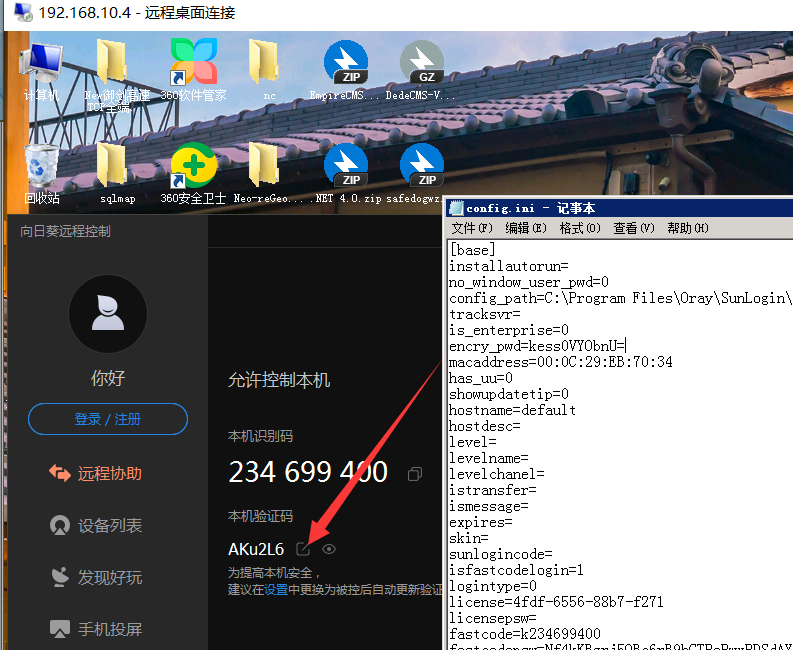 192.168.10.4 - 远程桌面连接
计算机
New御剑高速TCP全端...
360软件管家
nc
ZIP
EmpireCMS...
GZ
DedeCMS-V...
回收站
sqlmap
360安全卫士
Neo-reGeo...
ZIP
.NET 4.0.zip
ZIP
safedogwz...
向日葵远程控制
你好
登录 / 注册
远程协助
设备列表
发现好玩
手机投屏
允许控制本机
本机识别码
234 699 400
本机验证码
AKu2L6
为提高本机安全，
建议在设置中更换为被控后自动更新验证
config.ini - 记事本
文件(F) 编辑(E) 格式(O) 查看(V) 帮助(H)
[base]
installautorun=
no_window_user_pwd=0
config_path=C:\Program Files\Oray\SunLogin\
tracksvr=
is_enterprise=0
encry_pwd=kess0VYObnU=
macaddress=00:0C:29:EB:70:34
has_uu=0
showupdatetip=0
hostname=default
hostdesc=
level=
levelname=
levelchanel=
istransfer=
ismessage=
expires=
skin=
sunlogincode=
isfastcodelogin=1
logintype=0
license=4fdf-6556-88b7-f271
licensepsw=
fastcode=k234699400